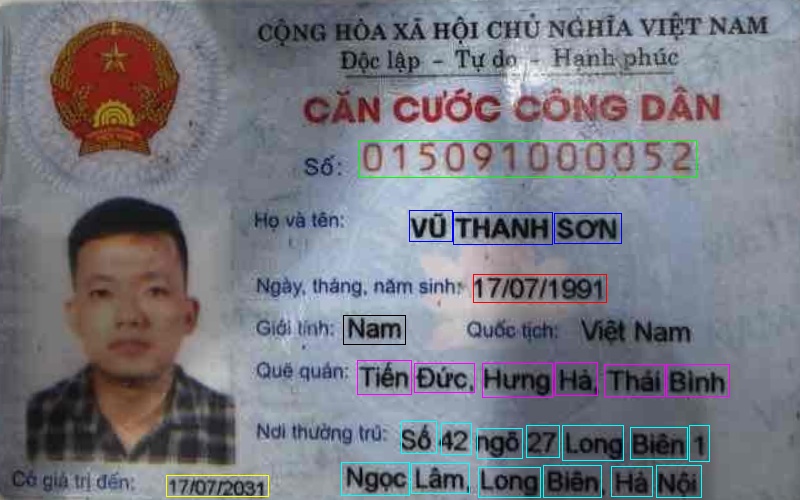 CỘNG HÒA XÃ HỘI CHỦ NGHĨA VIỆT NAM
Độc lập - Tự do - Hạnh phúc
CĂN CƯỚC CÔNG DÂN
Số: 015091000052
Họ và tên: VŨ THANH SƠN
Ngày, tháng, năm sinh: 17/07/1991
Giới tính: Nam Quốc tịch: Việt Nam
Quê quán: Tiến Đức, Hưng Hà, Thái Bình
Nơi thường trú: Số 42 ngõ 27 Long Biên 1
Ngọc Lâm, Long Biên, Hà Nội
Có giá trị đến: 17/07/2031